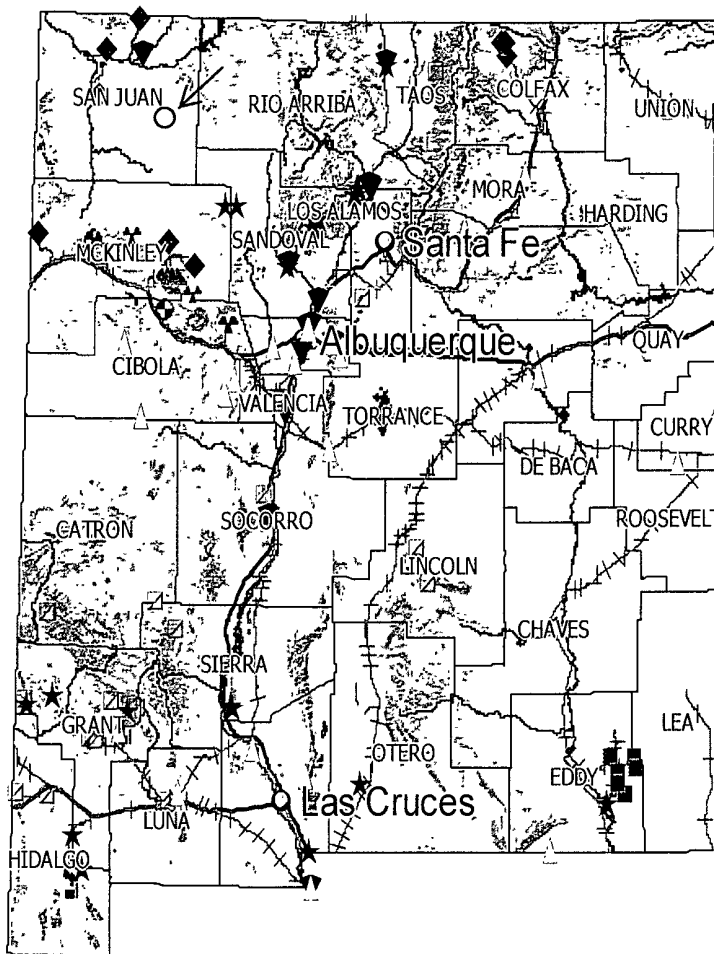 SAN JUAN
RIO ARRIBA
TAOS
COLFAX
UNION
MORA
HARDING
LOS ALAMOS
MCKINLEY
SANDOVAL
Santa Fe
CIBOLA
Albuquerque
QUAY
VALENCIA
TORRANCE
CURRY
DE BACA
CATRON
SOCORRO
ROOSEVELT
LINCOLN
CHAVES
SIERRA
GRANT
OTERO
LEA
EDDY
Las Cruces
LUNA
HIDALGO